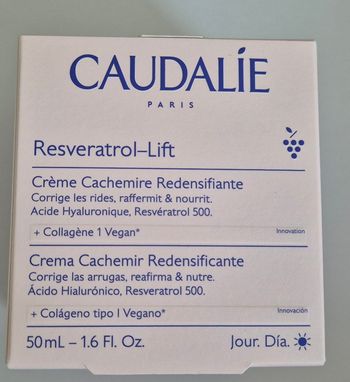 CAUDALÍE
PARIS
Resveratrol–Lift
Crème Cachemire Redensifiante
Corrige les rides, raffermit & nourrit.
Acide Hyaluronique, Resvératrol 500.
+ Collagène 1 Vegan*
Innovation
Crema Cachemir Redensificante
Corrige las arrugas, reafirma & nutre.
Ácido Hialurónico, Resveratrol 500.
+ Colágeno tipo I Vegano*
Innovación
50 mL – 1.6 Fl. Oz.
Jour. Día.